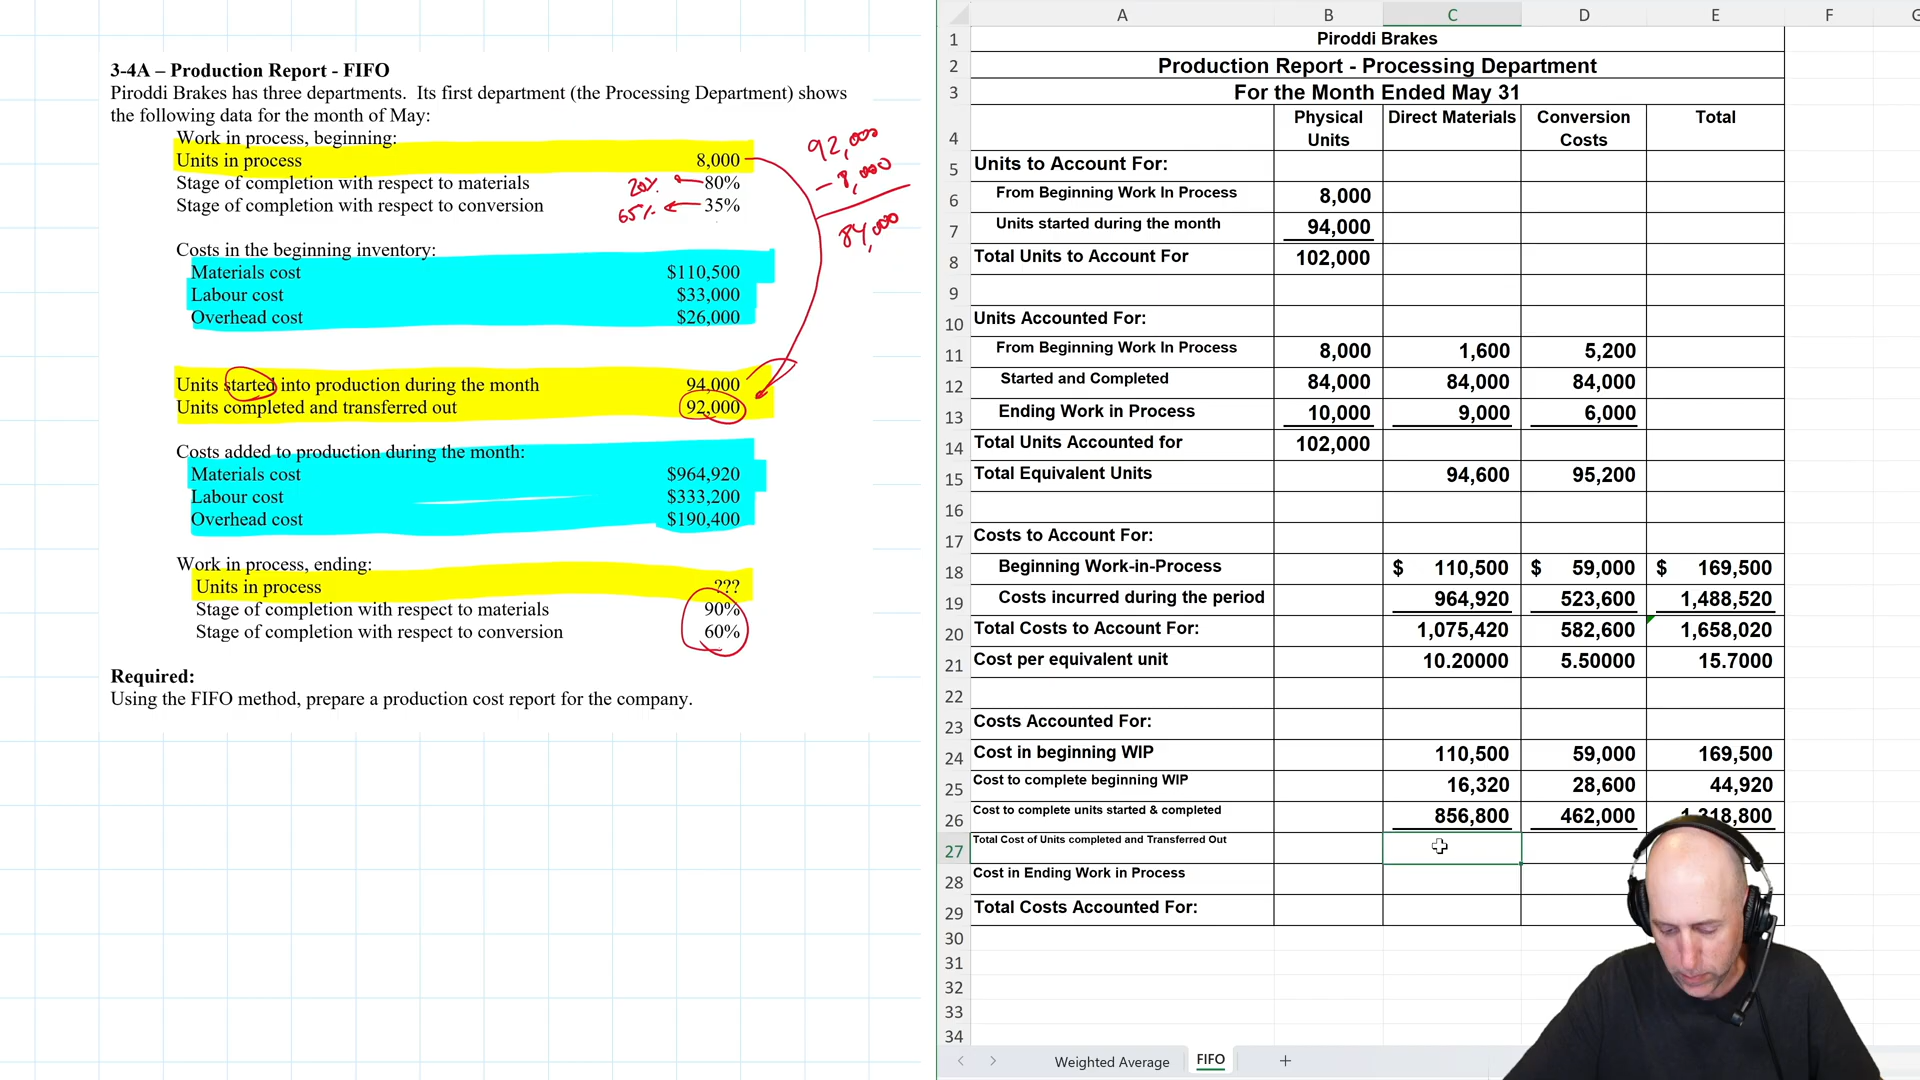 3-4A – Production Report - FIFO
Piroddi Brakes has three departments. Its first department (the Processing Department) shows
the following data for the month of May:
Work in process, beginning:
Units in process 8,000
Stage of completion with respect to materials 20% 80%
Stage of completion with respect to conversion 65% 35%
92,000
- 8,000
84,000
Costs in the beginning inventory:
Materials cost $110,500
Labour cost $33,000
Overhead cost $26,000
Units started into production during the month 94,000
Units completed and transferred out 92,000
Costs added to production during the month:
Materials cost $964,920
Labour cost $333,200
Overhead cost $190,400
Work in process, ending:
Units in process ???
Stage of completion with respect to materials 90%
Stage of completion with respect to conversion 60%
Required:
Using the FIFO method, prepare a production cost report for the company.
A B C D E F G
1 Piroddi Brakes
2 Production Report - Processing Department
3 For the Month Ended May 31
4 Physical Units Direct Materials Conversion Costs Total
5 Units to Account For:
6 From Beginning Work In Process 8,000
7 Units started during the month 94,000
8 Total Units to Account For 102,000
9
10 Units Accounted For:
11 From Beginning Work In Process 8,000 1,600 5,200
12 Started and Completed 84,000 84,000 84,000
13 Ending Work in Process 10,000 9,000 6,000
14 Total Units Accounted for 102,000
15 Total Equivalent Units 94,600 95,200
16
17 Costs to Account For:
18 Beginning Work-in-Process $ 110,500 $ 59,000 $ 169,500
19 Costs incurred during the period 964,920 523,600 1,488,520
20 Total Costs to Account For: 1,075,420 582,600 1,658,020
21 Cost per equivalent unit 10.20000 5.50000 15.7000
22
23 Costs Accounted For:
24 Cost in beginning WIP 110,500 59,000 169,500
25 Cost to complete beginning WIP 16,320 28,600 44,920
26 Cost to complete units started & completed 856,800 462,000 1,318,800
27 Total Cost of Units completed and Transferred Out
28 Cost in Ending Work in Process
29 Total Costs Accounted For:
30
31
32
33
34
Weighted Average FIFO +